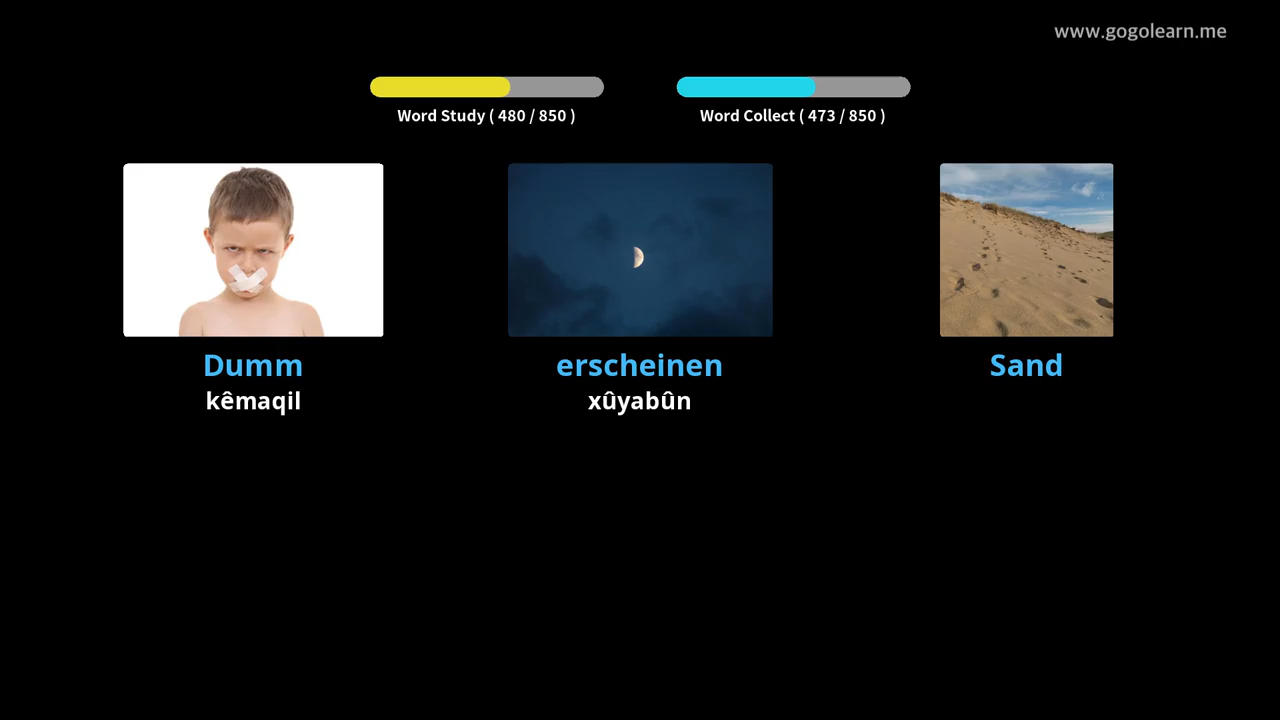 www.gogolearn.me
Word Study ( 480 / 850 )
Word Collect ( 473 / 850 )
Dumm
kêmaqil
erscheinen
xûyabûn
Sand